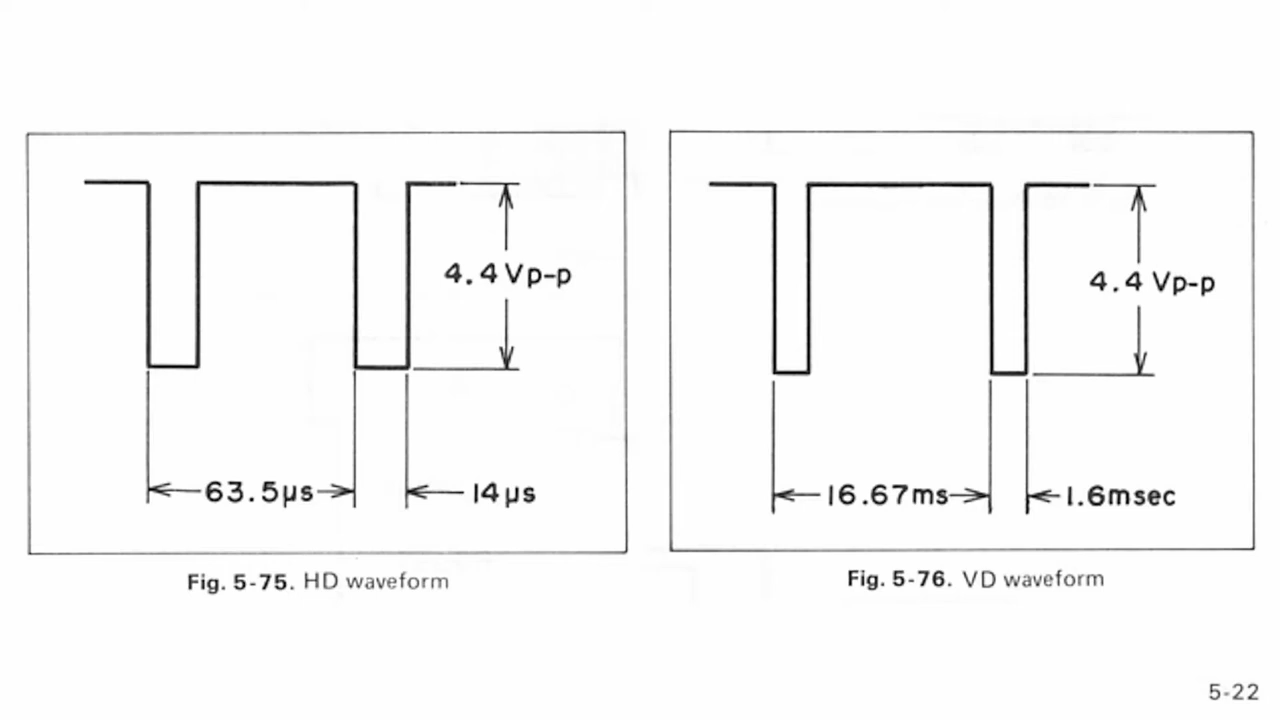 4.4 Vp-p
63.5μs
14μs
Fig. 5-75. HD waveform
4.4 Vp-p
16.67ms
1.6msec
Fig. 5-76. VD waveform
5-22